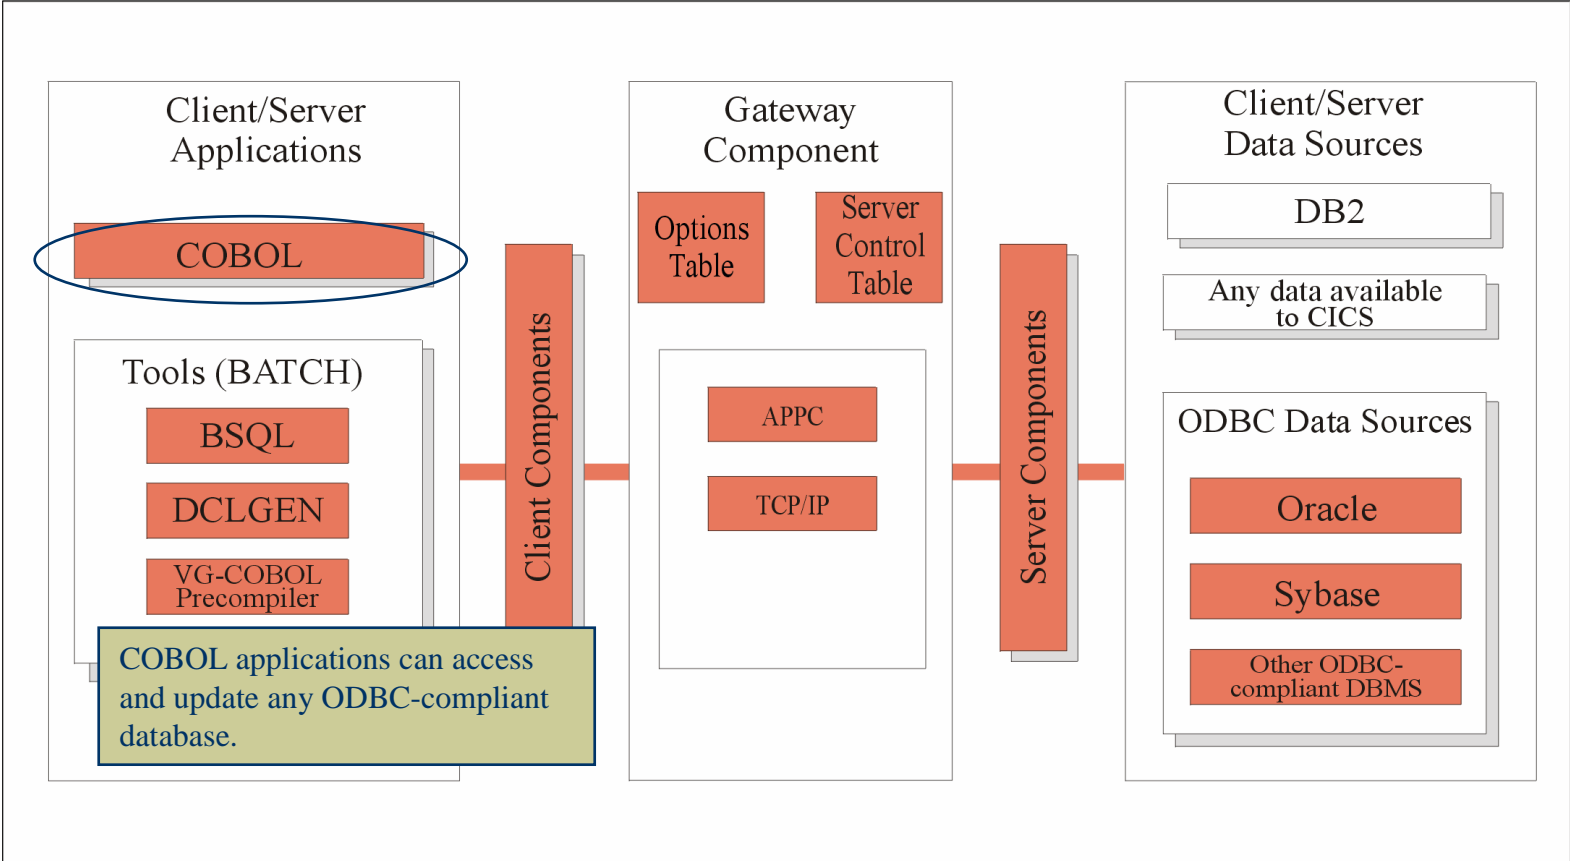 Client/Server
Applications
COBOL
Tools (BATCH)
BSQL
DCLGEN
VG-COBOL
Precompiler
COBOL applications can access
and update any ODBC-compliant
database.
Client Components
Gateway
Component
Options
Table
Server
Control
Table
APPC
TCP/IP
Server Components
Client/Server
Data Sources
DB2
Any data available
to CICS
ODBC Data Sources
Oracle
Sybase
Other ODBC-
compliant DBMS